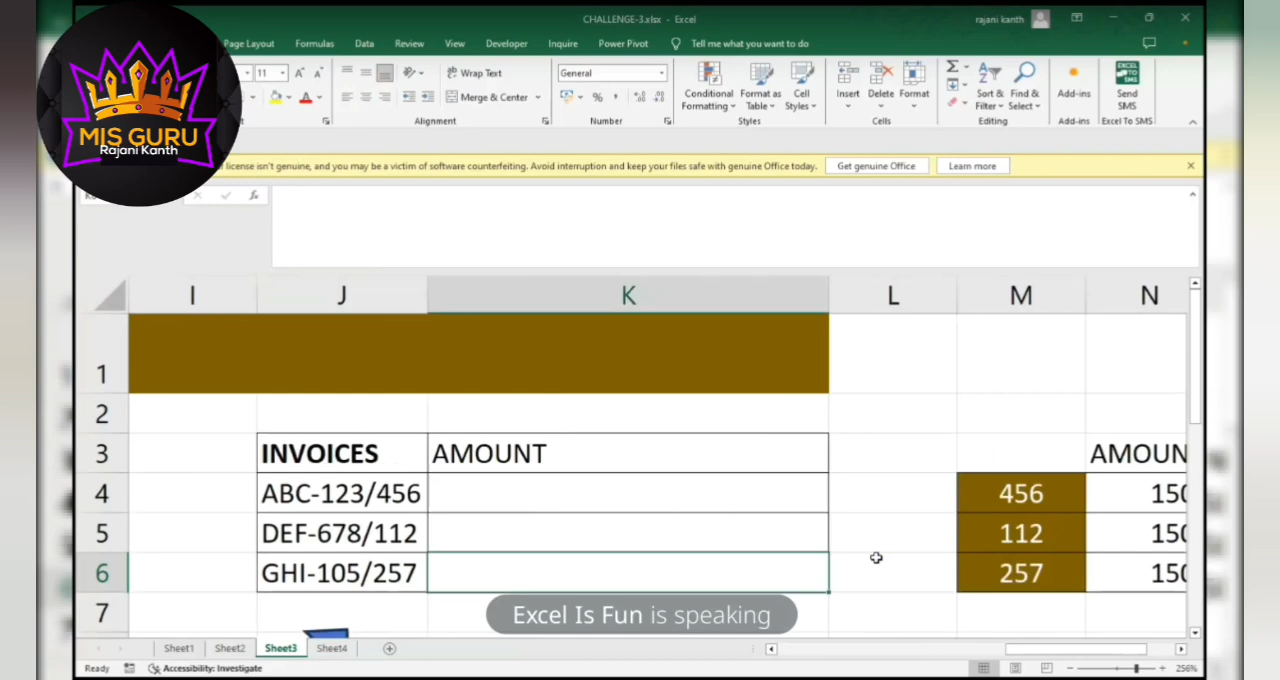 CHALLENGE-3.xlsx - Excel
rajani kanth
Page Layout Formulas Data Review View Developer Inquire Power Pivot Tell me what you want to do
11 Wrap Text General
Merge & Center
Conditional Formatting Format as Table Cell Styles Insert Delete Format Sort & Filter Find & Select Add-ins Send SMS
EXCEL TO SMS
Alignment Number Styles Cells Editing Add-ins Excel To SMS
MIS GURU
Rajani Kanth
license isn't genuine, and you may be a victim of software counterfeiting. Avoid interruption and keep your files safe with genuine Office today. Get genuine Office Learn more
fx
I J K L M N
1
2
3 INVOICES AMOUNT AMOUN
4 ABC-123/456 456 150
5 DEF-678/112 112 150
6 GHI-105/257 257 150
7
Excel Is Fun is speaking
Sheet1 Sheet2 Sheet3 Sheet4
Ready Accessibility: Investigate 256%